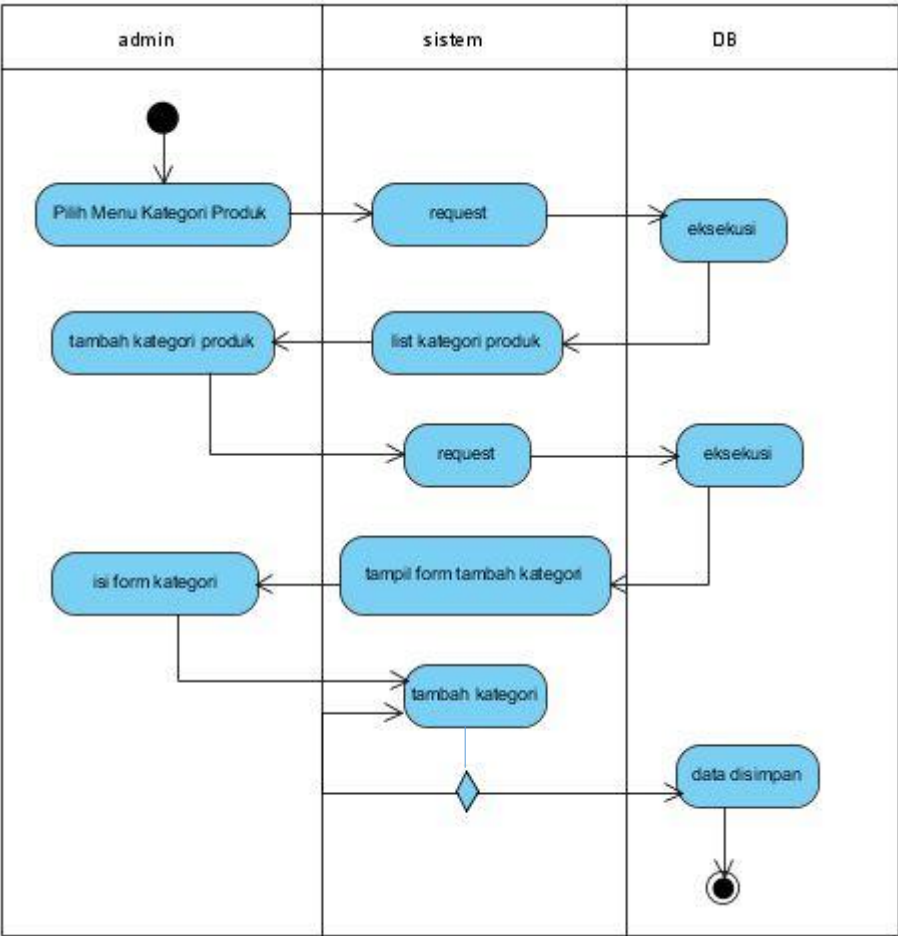 admin
sistem
DB
Pilih Menu Kategori Produk
request
eksekusi
tambah kategori produk
list kategori produk
request
eksekusi
isi form kategori
tampil form tambah kategori
tambah kategori
data disimpan